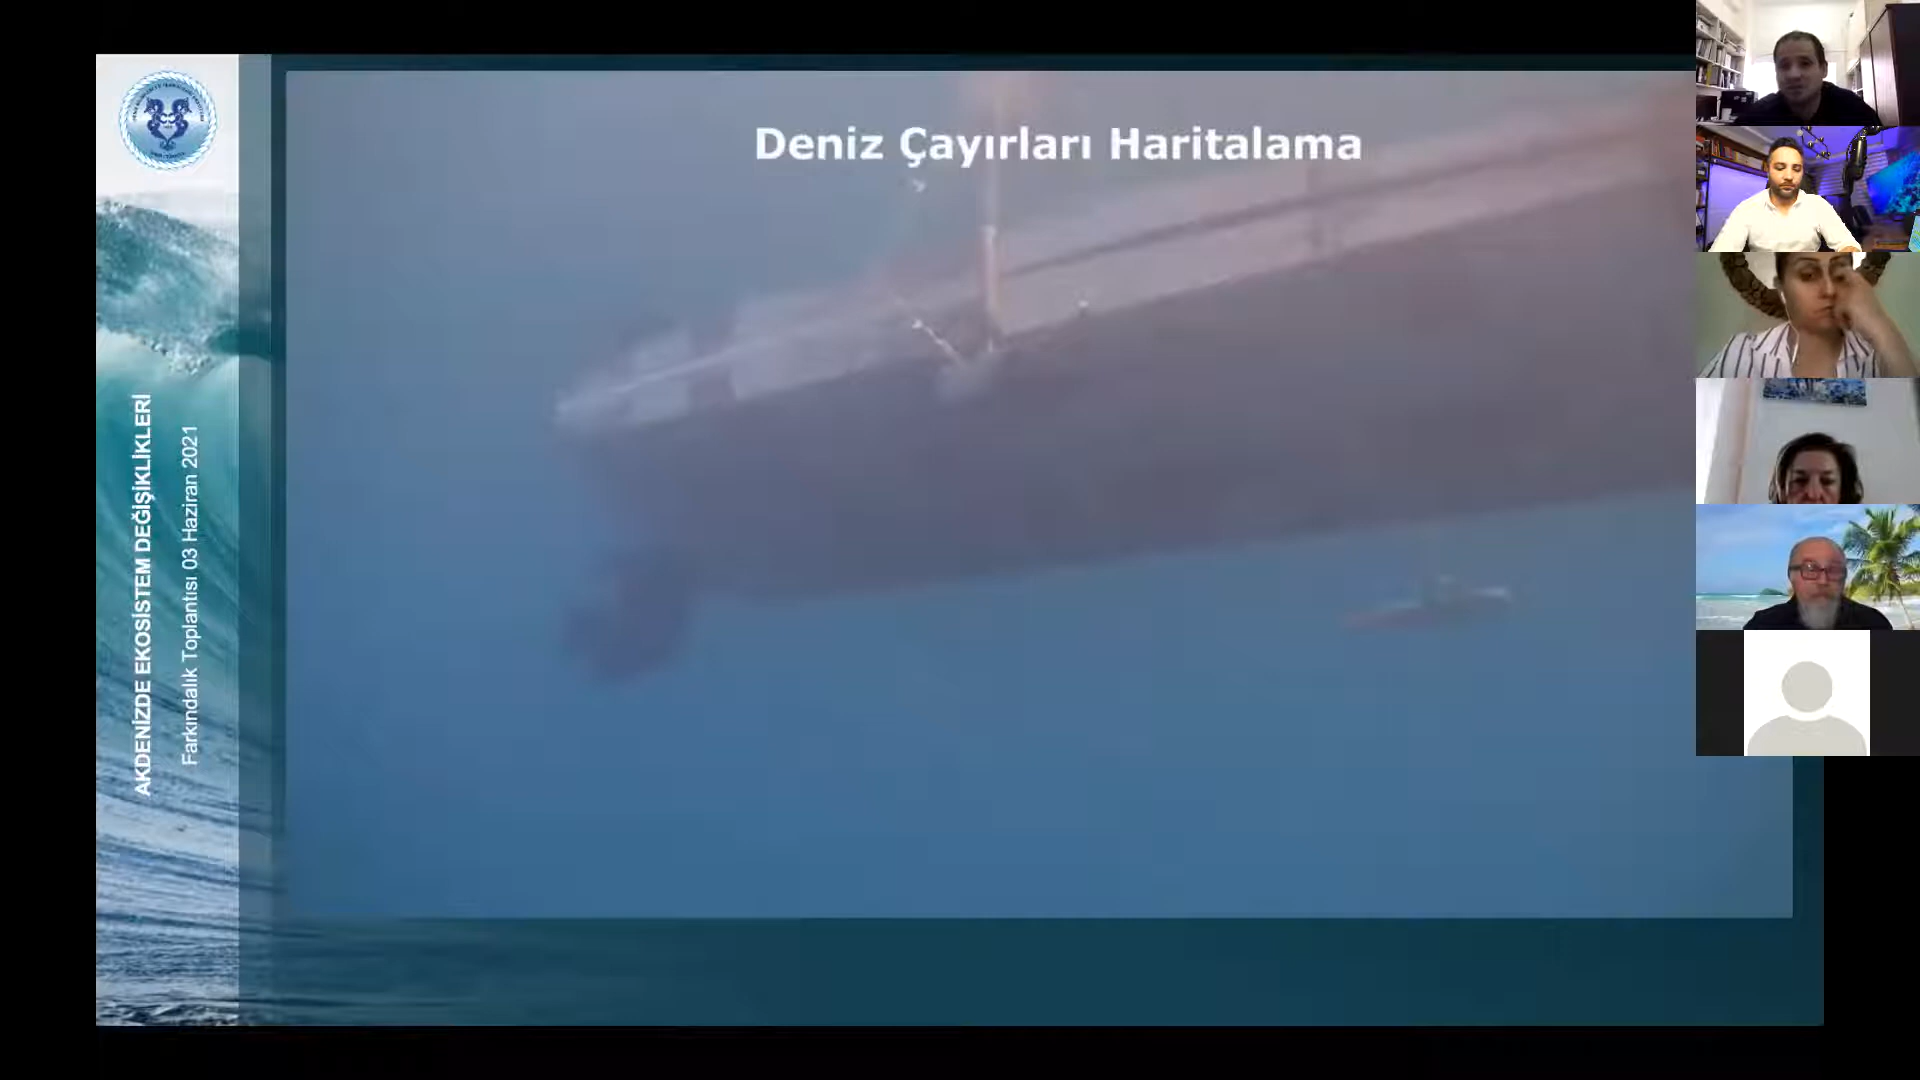 Deniz Çayırları Haritalama
AKDENİZDE EKOSİSTEM DEĞİŞİKLİKLERİ
Farkındalık Toplantısı 03 Haziran 2021